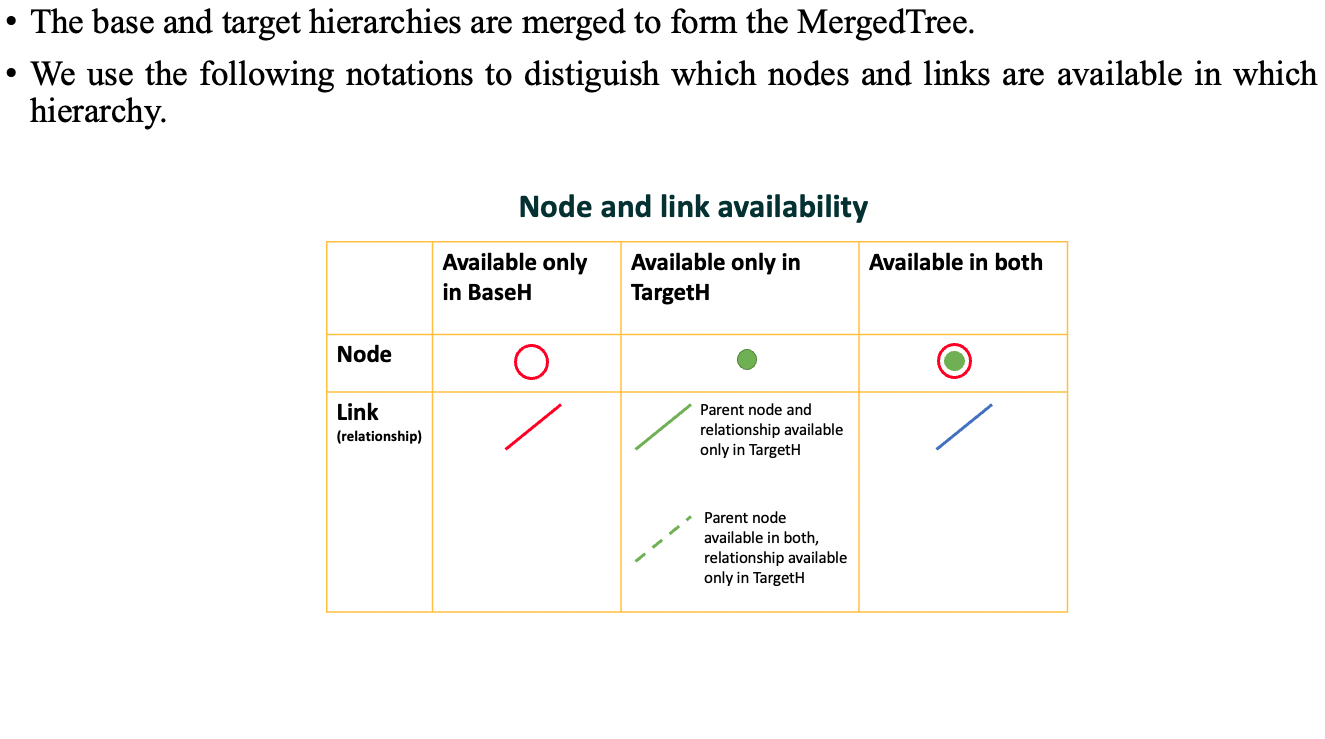 • The base and target hierarchies are merged to form the MergedTree.
• We use the following notations to distiguish which nodes and links are available in which
hierarchy.
Node and link availability
Available only
in BaseH
Available only in
TargetH
Available in both
Node
Link
(relationship)
Parent node and
relationship available
only in TargetH
Parent node
available in both,
relationship available
only in TargetH